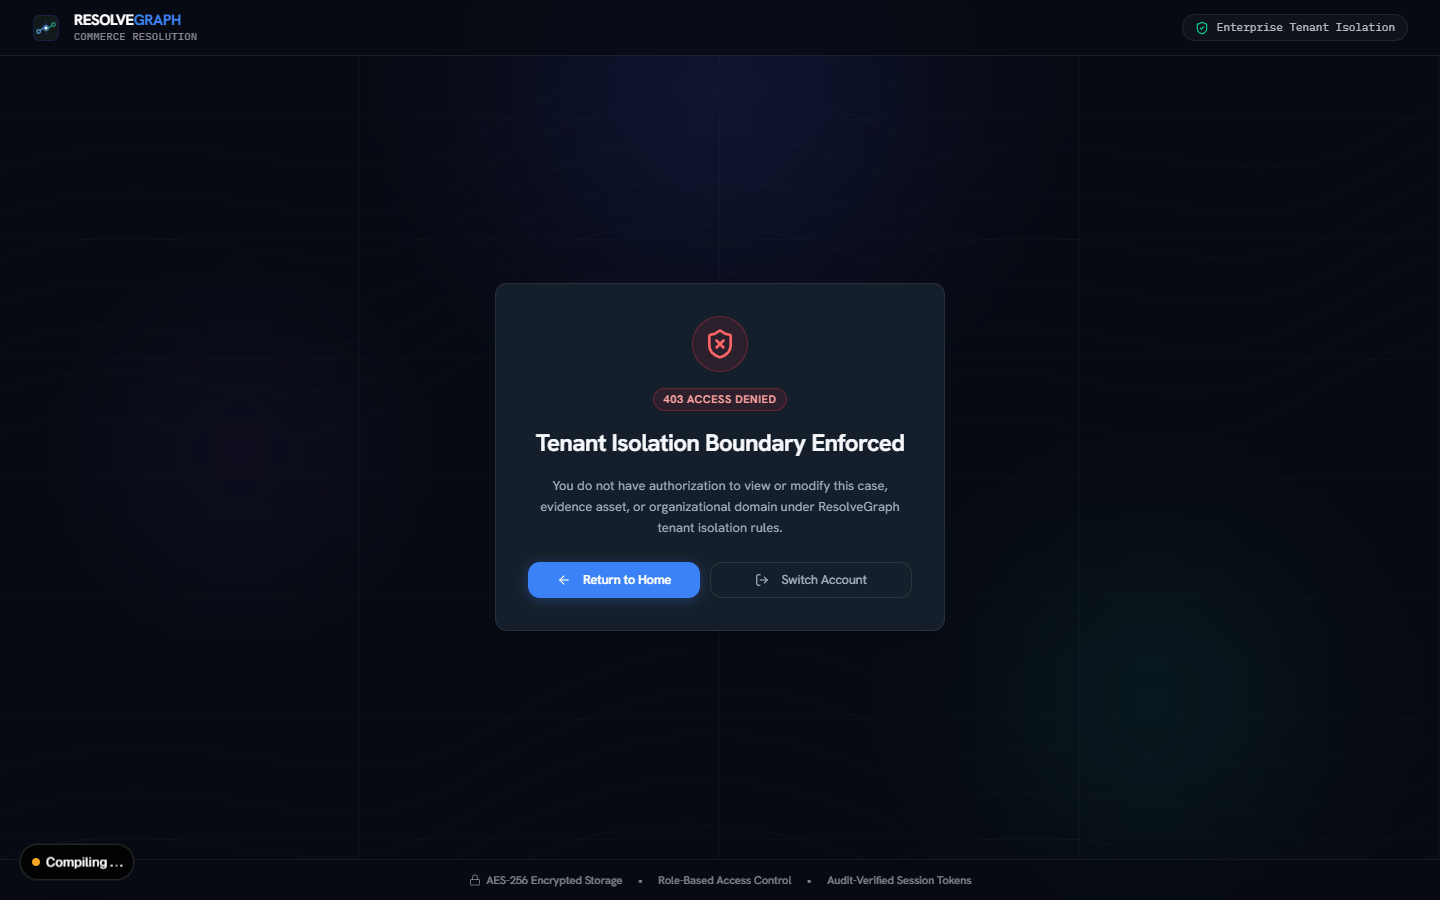 RESOLVEGRAPH
COMMERCE RESOLUTION
Enterprise Tenant Isolation
403 ACCESS DENIED
Tenant Isolation Boundary Enforced
You do not have authorization to view or modify this case,
evidence asset, or organizational domain under ResolveGraph
tenant isolation rules.
Return to Home
Switch Account
Compiling ...
AES-256 Encrypted Storage • Role-Based Access Control • Audit-Verified Session Tokens